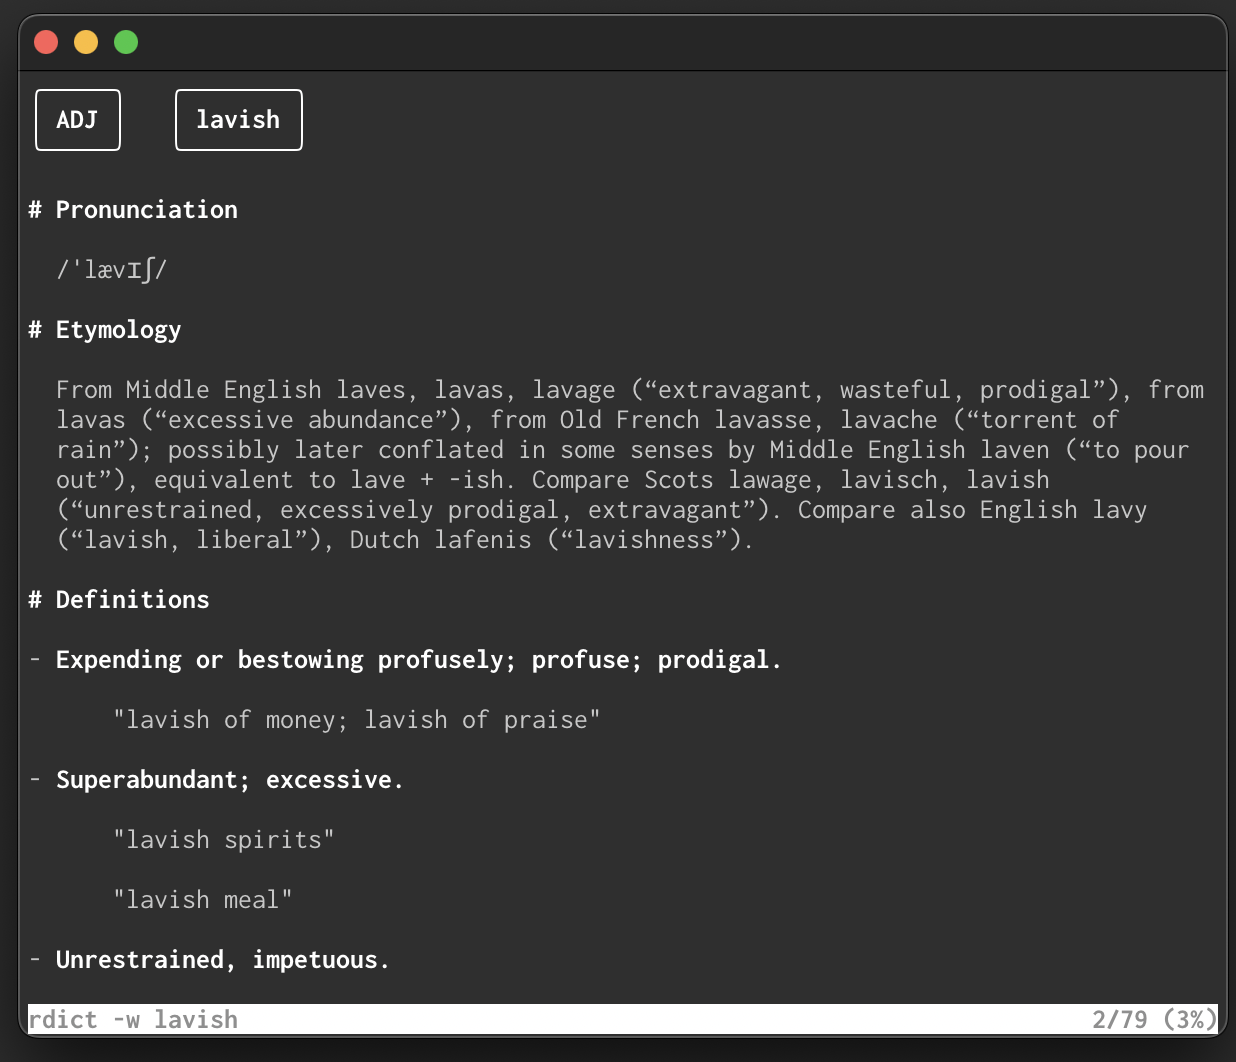 ADJ lavish
# Pronunciation
/ˈlævɪʃ/
# Etymology
From Middle English laves, lavas, lavage (“extravagant, wasteful, prodigal”), from
lavas (“excessive abundance”), from Old French lavasse, lavache (“torrent of
rain”); possibly later conflated in some senses by Middle English laven (“to pour
out”), equivalent to lave + -ish. Compare Scots lawage, lavisch, lavish
(“unrestrained, excessively prodigal, extravagant”). Compare also English lavy
(“lavish, liberal”), Dutch lafenis (“lavishness”).
# Definitions
- Expending or bestowing profusely; profuse; prodigal.
"lavish of money; lavish of praise"
- Superabundant; excessive.
"lavish spirits"
"lavish meal"
- Unrestrained, impetuous.
rdict -w lavish 2/79 (3%)